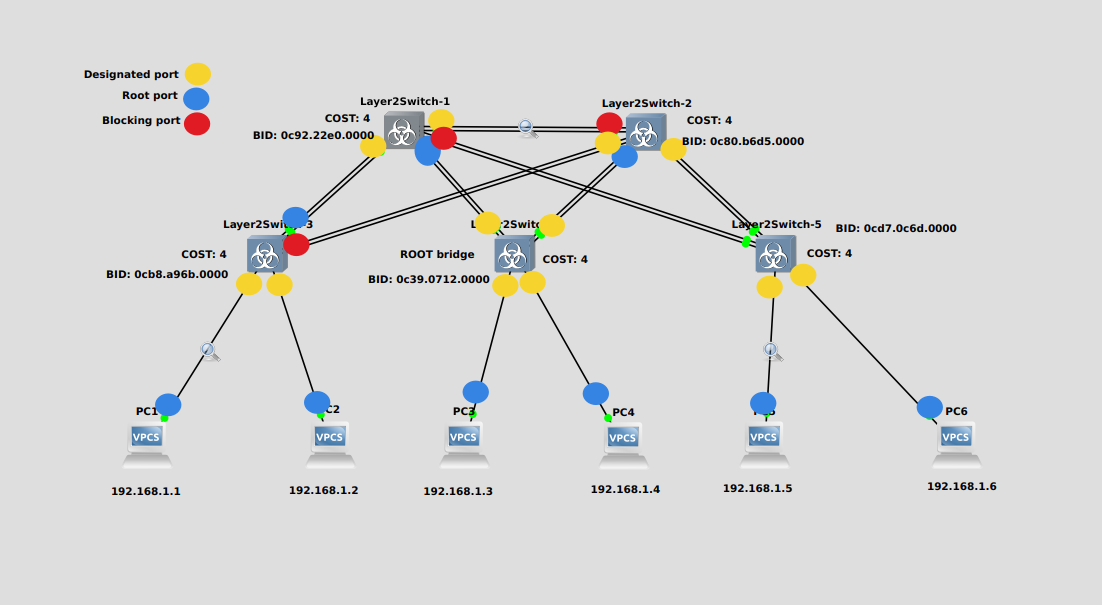 Designated port
Root port
Blocking port
Layer2Switch-1
Layer2Switch-2
COST: 4
COST: 4
BID: 0c92.22e0.0000
BID: 0c80.b6d5.0000
Layer2Switch-5
BID: 0cd7.0c6d.0000
COST: 4
ROOT bridge
COST: 4
COST: 4
BID: 0cb8.a96b.0000
BID: 0c39.0712.0000
PC1
PC3
PC4
PC6
VPCS
VPCS
VPCS
VPCS
VPCS
VPCS
192.168.1.1
192.168.1.2
192.168.1.3
192.168.1.4
192.168.1.5
192.168.1.6